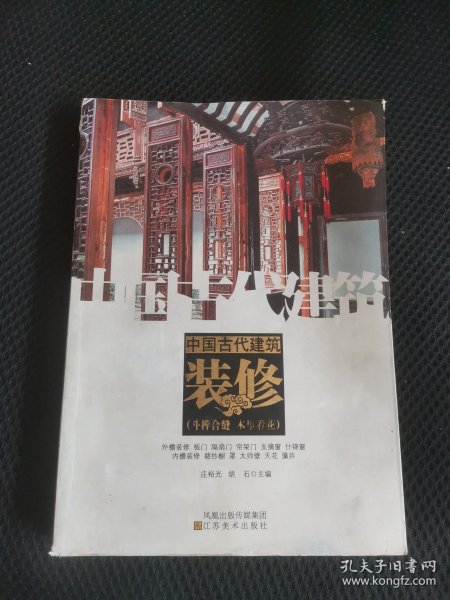 中国古代建筑
中国古代建筑
装修
(斗榫合缝 木作着花)
外檐装修 板门 隔扇门 帘架门 支摘窗 什锦窗
内檐装修 碧纱橱 罩 太师壁 天花 藻井
庄裕光 胡 石◎主编
凤凰出版传媒集团
江苏美术出版社
孔夫子旧书网
www.kongfz.com